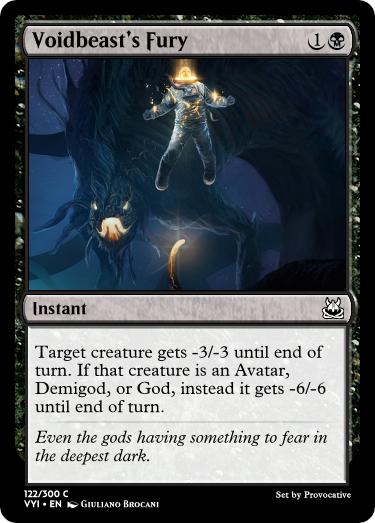 Voidbeast's Fury 1
Instant
Target creature gets -3/-3 until end of
turn. If that creature is an Avatar,
Demigod, or God, instead it gets -6/-6
until end of turn.
Even the gods having something to fear in
the deepest dark.
122/300 C
Set by Provocative
VYI • EN Giuliano Brocani